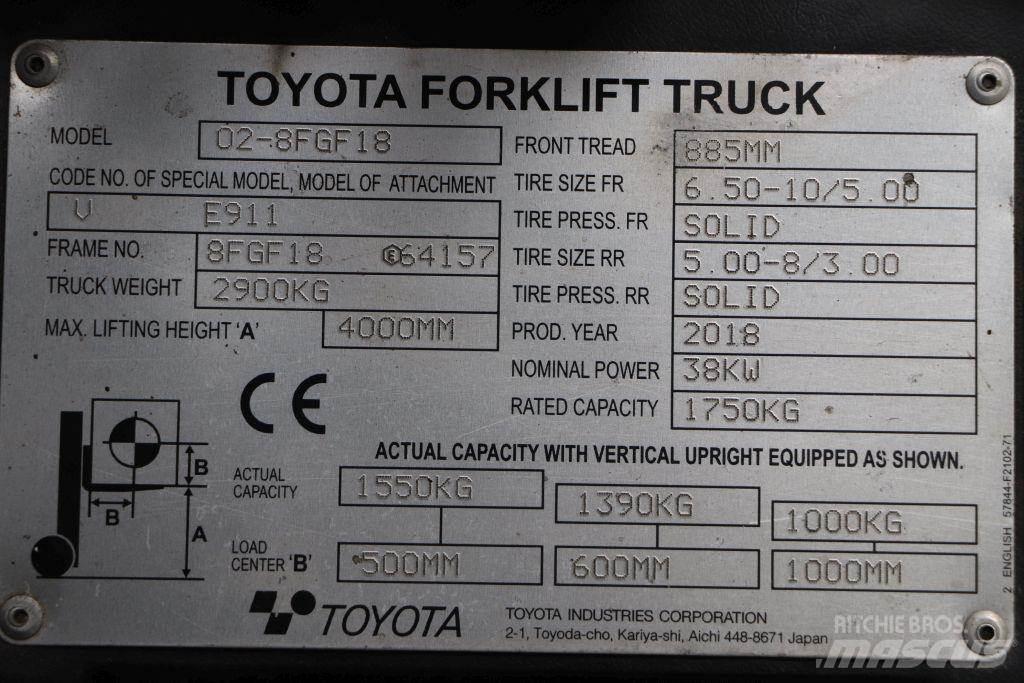 TOYOTA FORKLIFT TRUCK
MODEL 02-8FGF18
CODE NO. OF SPECIAL MODEL, MODEL OF ATTACHMENT
V E911
FRAME NO. 8FGF18 E64157
TRUCK WEIGHT 2900KG
MAX. LIFTING HEIGHT 'A' 4000MM
FRONT TREAD 885MM
TIRE SIZE FR 6.50-10/5.00
TIRE PRESS. FR SOLID
TIRE SIZE RR 5.00-8/3.00
TIRE PRESS. RR SOLID
PROD. YEAR 2018
NOMINAL POWER 38KW
RATED CAPACITY 1750KG
CE
B
B
A
ACTUAL CAPACITY WITH VERTICAL UPRIGHT EQUIPPED AS SHOWN.
ACTUAL
CAPACITY 1550KG 1390KG 1000KG
LOAD
CENTER 'B' 500MM 600MM 1000MM
TOYOTA
TOYOTA INDUSTRIES CORPORATION
2-1, Toyoda-cho, Kariya-shi, Aichi 448-8671 Japan
2 ENGLISH 57844-F2102-71
RITCHIE BROS
MASCUS